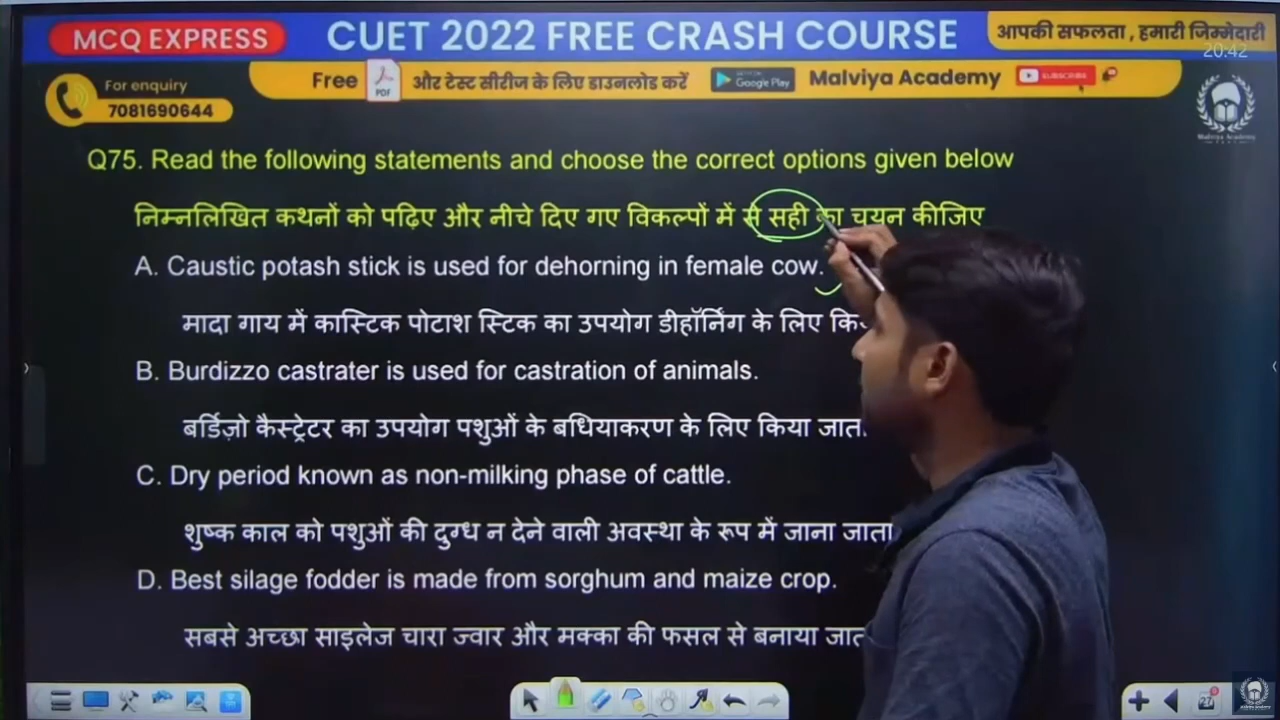 MCQ EXPRESS
CUET 2022 FREE CRASH COURSE
आपकी सफलता , हमारी जिम्मेदारी
20:42
For enquiry
7081690644
Free PDF और टेस्ट सीरीज के लिए डाउनलोड करें Google Play Malviya Academy SUBSCRIBE
Malviya Academy
Q75. Read the following statements and choose the correct options given below
निम्नलिखित कथनों को पढ़िए और नीचे दिए गए विकल्पों में से सही का चयन कीजिए
A. Caustic potash stick is used for dehorning in female cow.
मादा गाय में कास्टिक पोटाश स्टिक का उपयोग डीहॉर्निंग के लिए
B. Burdizzo castrater is used for castration of animals.
बर्डिज़ो कैस्ट्रेटर का उपयोग पशुओं के बधियाकरण के लिए किया
C. Dry period known as non-milking phase of cattle.
शुष्क काल को पशुओं की दुग्ध न देने वाली अवस्था के रूप में जाना जाता
D. Best silage fodder is made from sorghum and maize crop.
सबसे अच्छा साइलेज चारा ज्वार और मक्का की फसल से बनाया
27